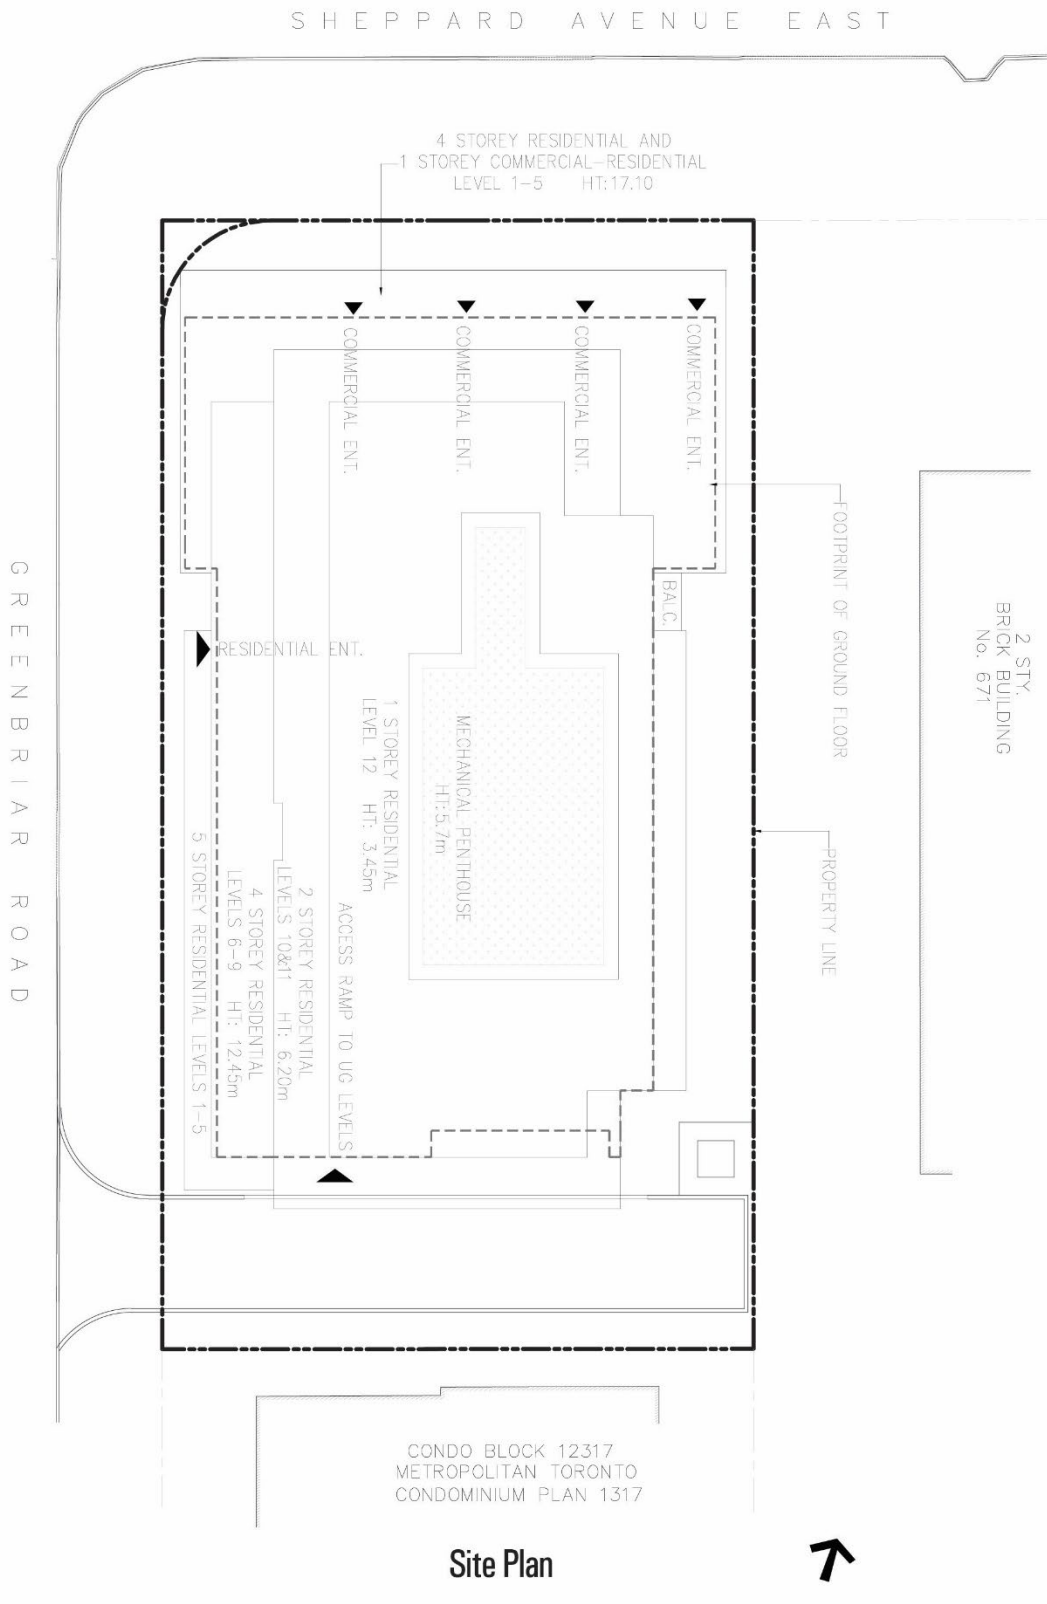 SHEPPARD AVENUE EAST
4 STOREY RESIDENTIAL AND
1 STOREY COMMERCIAL-RESIDENTIAL
LEVEL 1-5 HT:17.10
COMMERCIAL ENT.
COMMERCIAL ENT.
COMMERCIAL ENT.
COMMERCIAL ENT.
FOOTPRINT OF GROUND FLOOR
BALC.
2 STY.
BRICK BUILDING
No. 671
GREENBRIAR ROAD
RESIDENTIAL ENT.
1 STOREY RESIDENTIAL
LEVEL 12 HT: 3.45m
MECHANICAL PENTHOUSE
HT:5.7m
PROPERTY LINE
5 STOREY RESIDENTIAL LEVELS 1-5
4 STOREY RESIDENTIAL
LEVELS 6-9 HT: 12.45m
2 STOREY RESIDENTIAL
LEVELS 10&11 HT: 6.20m
ACCESS RAMP TO UG LEVELS
CONDO BLOCK 12317
METROPOLITAN TORONTO
CONDOMINIUM PLAN 1317
Site Plan